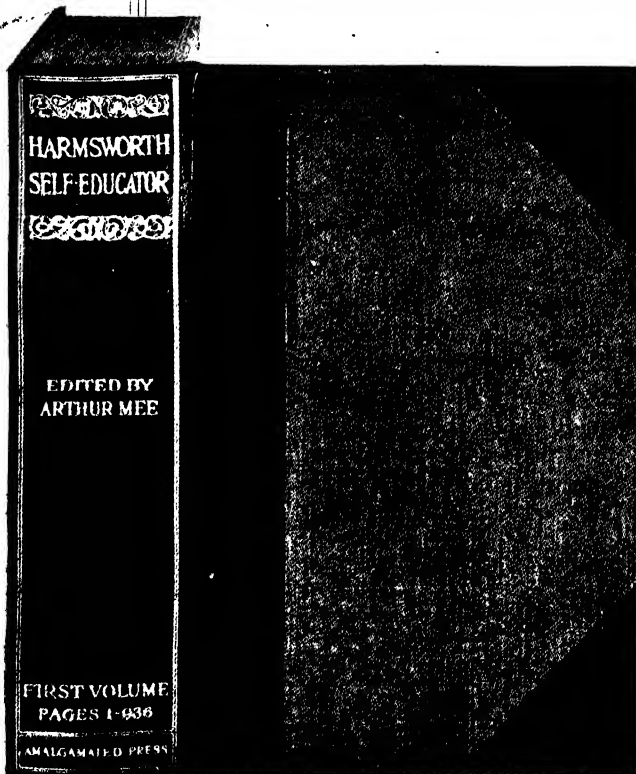 HARMSWORTH
SELF-EDUCATOR
EDITED BY
ARTHUR MEE
FIRST VOLUME
PAGES 1-936
AMALGAMATED PRESS